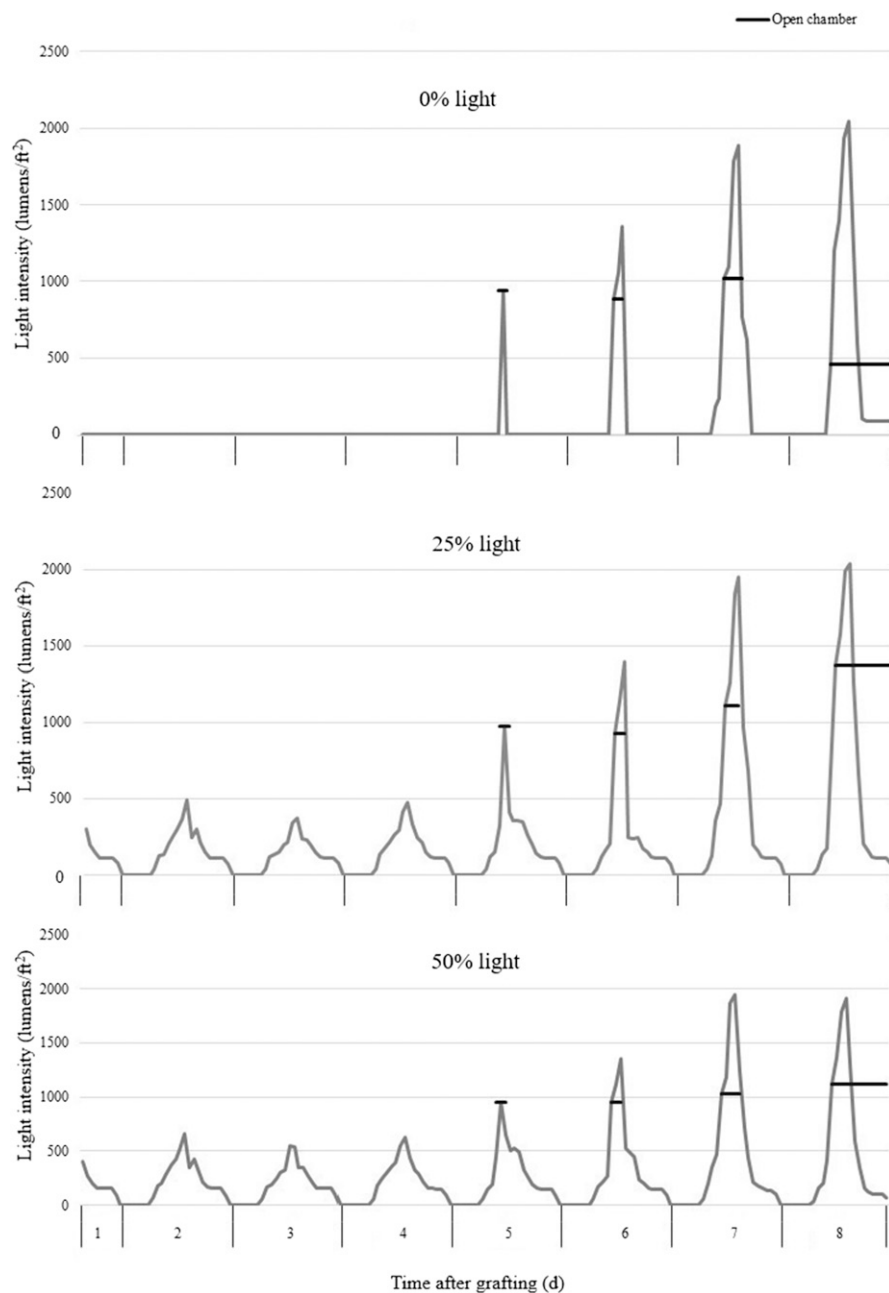 Open chamber
2500
0% light
2000
1500
1000
500
0
Light intensity (lumens/ft²)
2500
25% light
2000
1500
1000
500
0
Light intensity (lumens/ft²)
2500
50% light
2000
1500
1000
500
0
Light intensity (lumens/ft²)
1 2 3 4 5 6 7 8
Time after grafting (d)